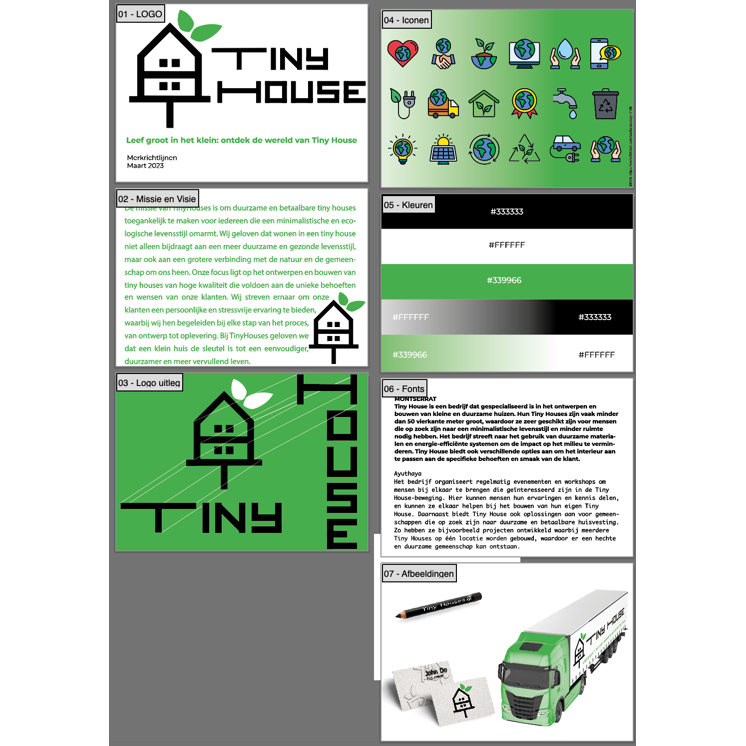 01 - LOGO
TINY
HOUSE
Leef groot in het klein: ontdek de wereld van Tiny House
Merkrichtlijnen
Maart 2023
02 - Missie en Visie
De missie van TinyHouses is om duurzame en betaalbare tiny houses
toegankelijk te maken voor iedereen die een minimalistische en eco-
logische levensstijl omarmt. Wij geloven dat wonen in een tiny house
niet alleen bijdraagt aan een meer duurzame en gezonde levensstijl,
maar ook aan een grotere verbinding met de natuur en de gemeen-
schap om ons heen. Onze focus ligt op het ontwerpen en bouwen van
tiny houses van hoge kwaliteit die voldoen aan de unieke behoeften
en wensen van onze klanten. Wij streven ernaar om onze
klanten een persoonlijke en stressvrije ervaring te bieden,
waarbij wij hen begeleiden bij elke stap van het proces,
van ontwerp tot oplevering. Bij TinyHouses geloven we
dat een klein huis de sleutel is tot een eenvoudiger,
duurzamer en meer vervullend leven.
03 - Logo uitleg
TINY
HOUSE
04 - Iconen
05 - Kleuren
#333333
#FFFFFF
#339966
#FFFFFF
#333333
#339966
#FFFFFF
06 - Fonts
MONTSERRAT
Tiny House is een bedrijf dat gespecialiseerd is in het ontwerpen en
bouwen van kleine en duurzame huizen. Hun Tiny Houses zijn vaak minder
dan 50 vierkante meter groot, waardoor ze zeer geschikt zijn voor mensen
die op zoek zijn naar een minimalistische levensstijl en minder ruimte
nodig hebben. Het bedrijf streeft naar het gebruik van duurzame materia-
len en energie-efficiënte systemen om de impact op het milieu te vermin-
deren. Tiny House biedt ook verschillende opties aan om het interieur aan
te passen aan de specifieke behoeften en smaak van de klant.
Ayuthaya
Het bedrijf organiseert regelmatig evenementen en workshops om
mensen bij elkaar te brengen die geïnteresseerd zijn in de Tiny
House-beweging. Hier kunnen mensen hun ervaringen en kennis delen,
en kunnen ze elkaar helpen bij het bouwen van hun eigen Tiny
House. Daarnaast biedt Tiny House ook oplossingen aan voor gemeen-
schappen die op zoek zijn naar duurzame en betaalbare huisvesting.
Zo hebben ze bijvoorbeeld projecten ontwikkeld waarbij meerdere
Tiny Houses op één locatie worden gebouwd, waardoor er een hechte
en duurzame gemeenschap kan ontstaan.
07 - Afbeeldingen
Tiny Houses
TINY HOUSE
John Do